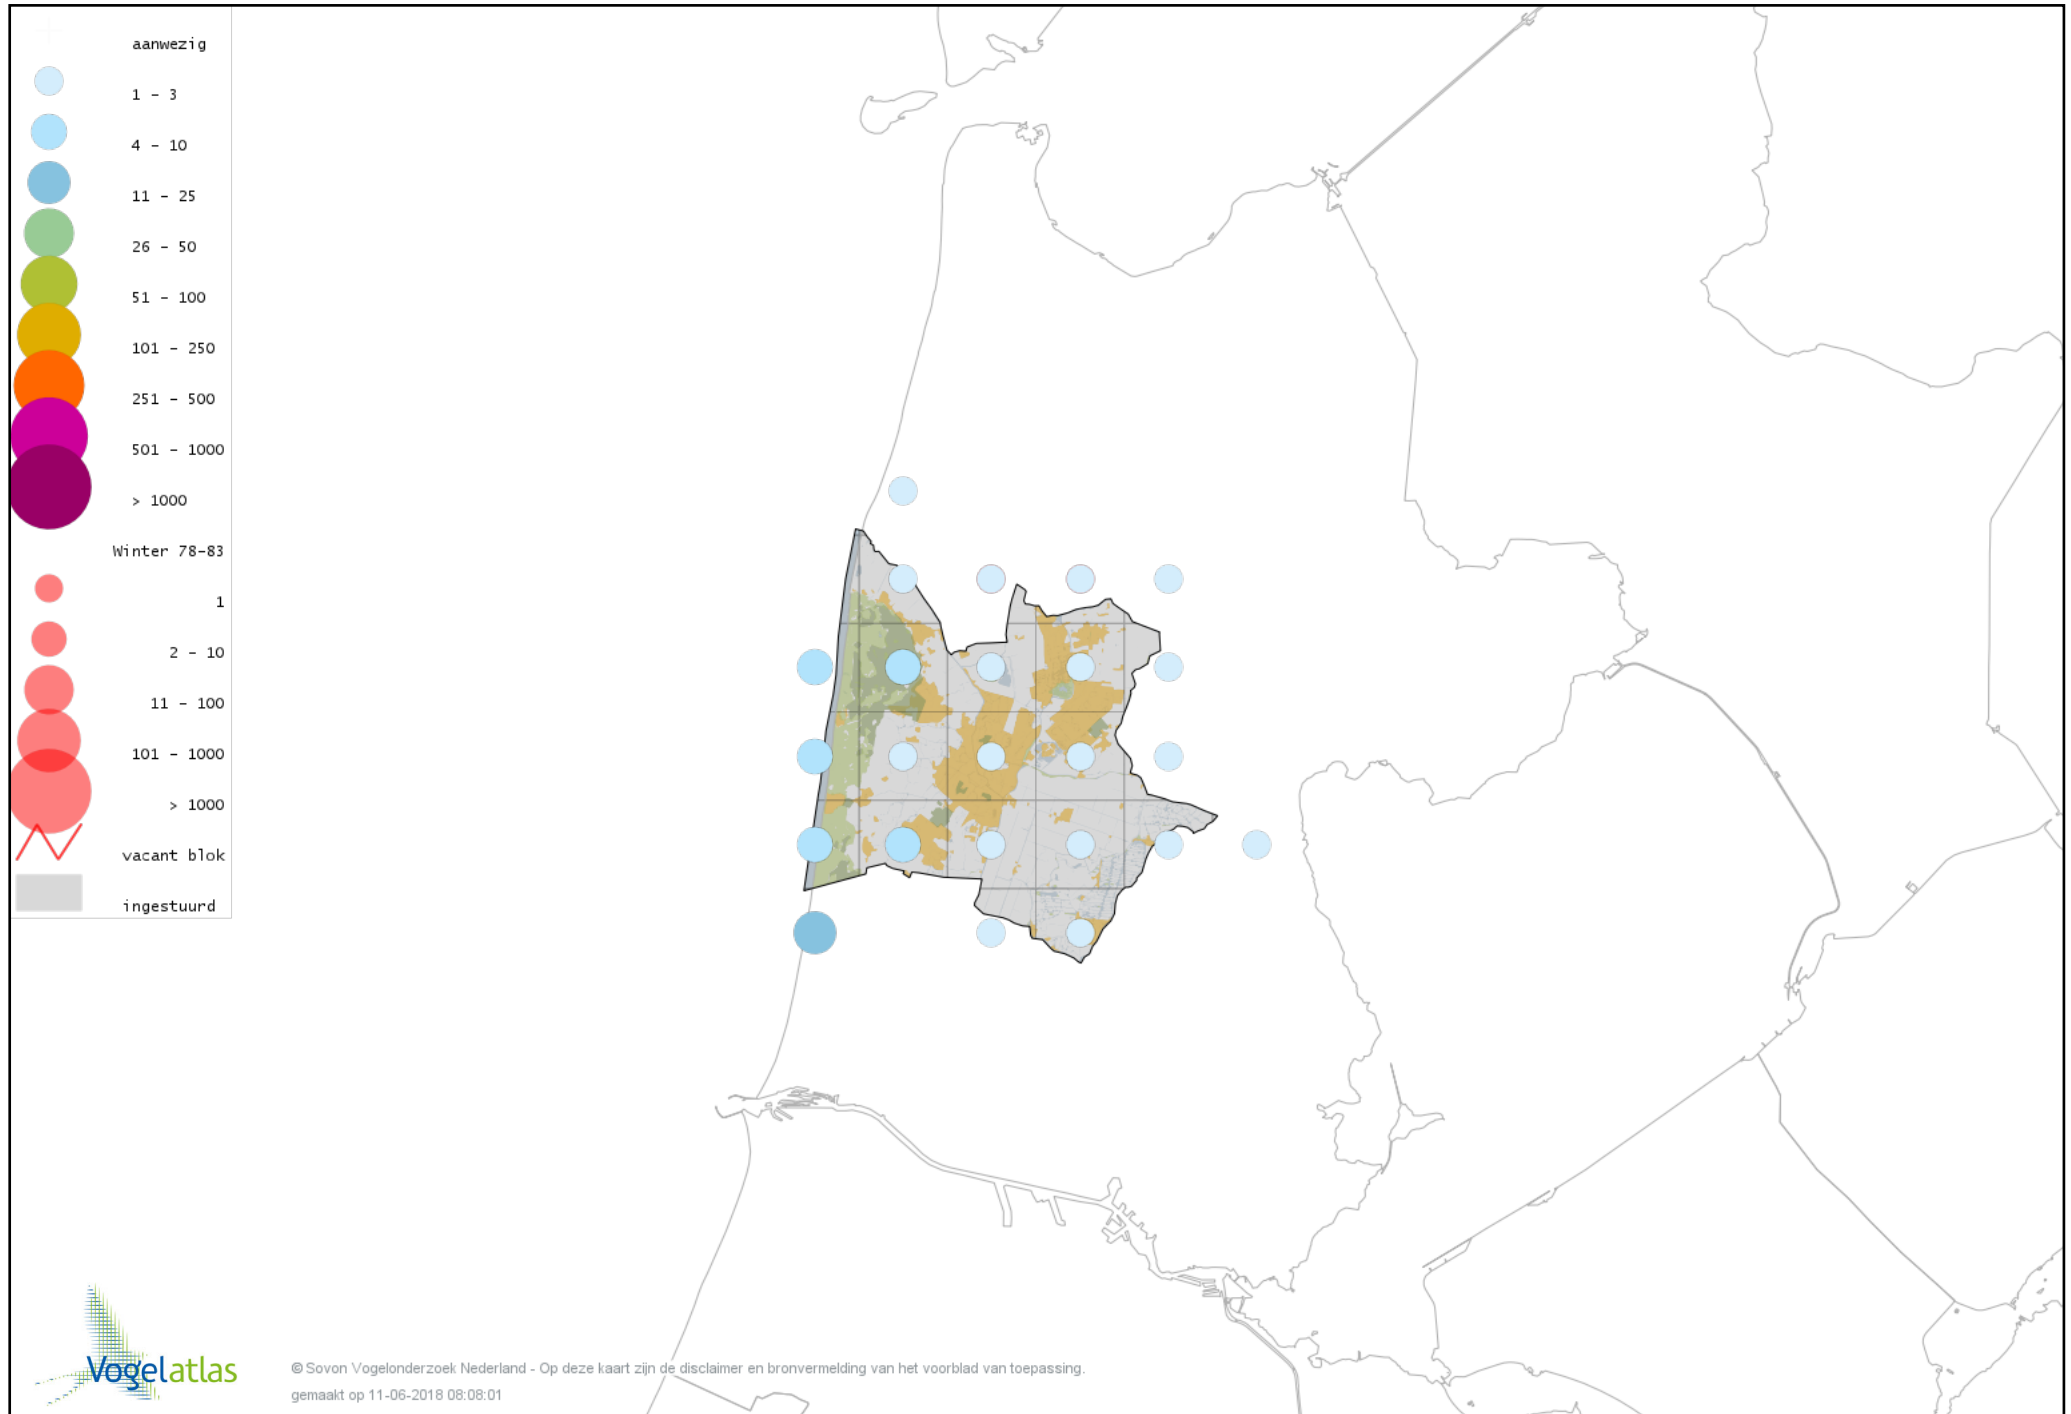 aanwezig
1 - 3
4 - 10
11 - 25
26 - 50
51 - 100
101 - 250
251 - 500
501 - 1000
> 1000
Winter 78-83
1
2 - 10
11 - 100
101 - 1000
> 1000
vacant blok
ingestuurd
Vogelatlas
© Sovon Vogelonderzoek Nederland - Op deze kaart zijn de disclaimer en bronvermelding van het voorblad van toepassing.
gemaakt op 11-06-2018 08:08:01